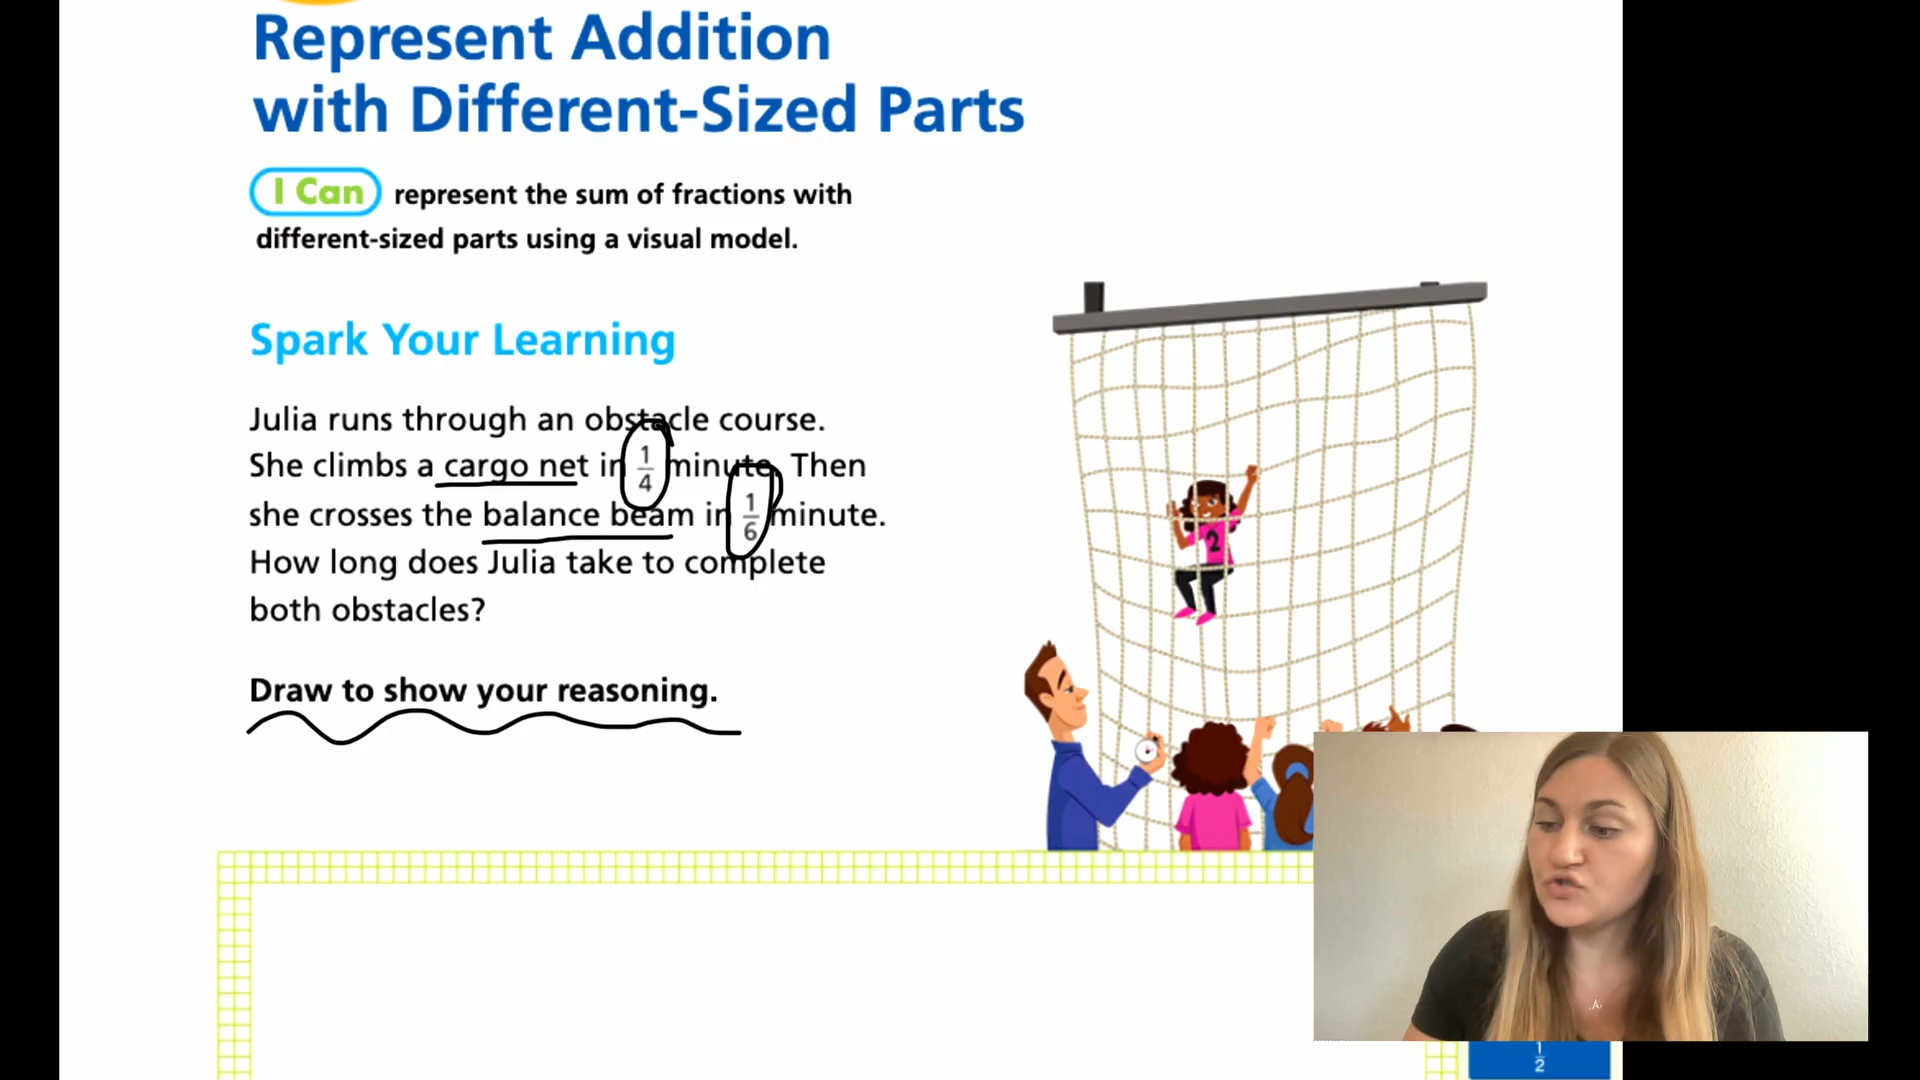 Represent Addition
with Different-Sized Parts
I Can represent the sum of fractions with
different-sized parts using a visual model.
Spark Your Learning
Julia runs through an obstacle course.
She climbs a cargo net in 1/4 minute. Then
she crosses the balance beam in 1/6 minute.
How long does Julia take to complete
both obstacles?
Draw to show your reasoning.
2
A
1/2